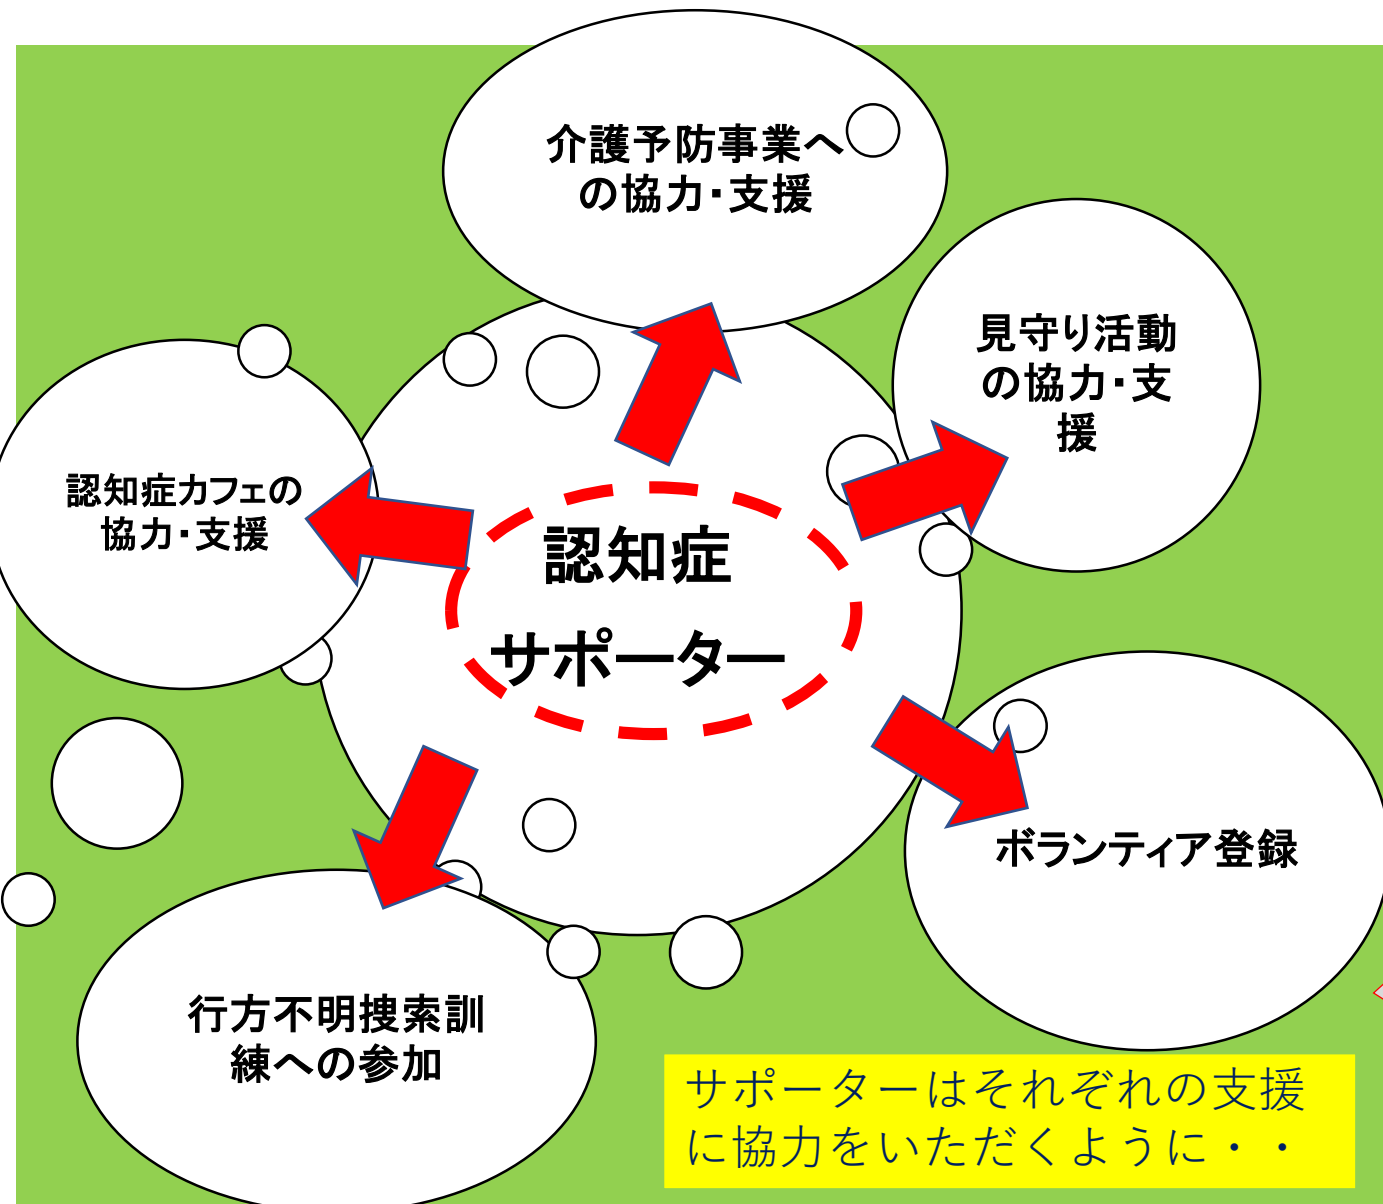 介護予防事業へ
の協力・支援
見守り活動
の協力・支
援
認知症カフェの
協力・支援
認知症
サポーター
ボランティア登録
行方不明捜索訓
練への参加
サポーターはそれぞれの支援
に協力をいただくように・・